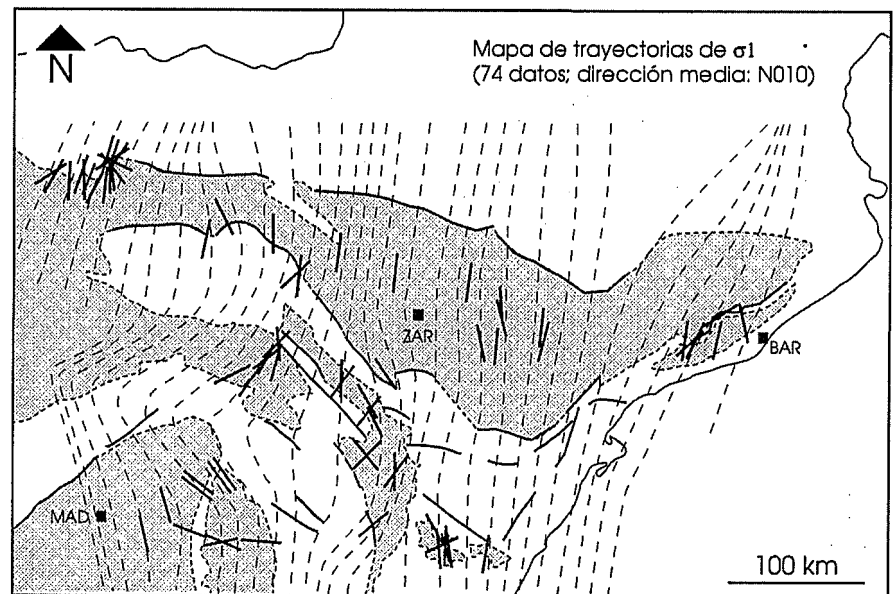 N
Mapa de trayectorias de σ1
(74 datos; dirección media: N010)
ZAR
BAR
MAD
100 km